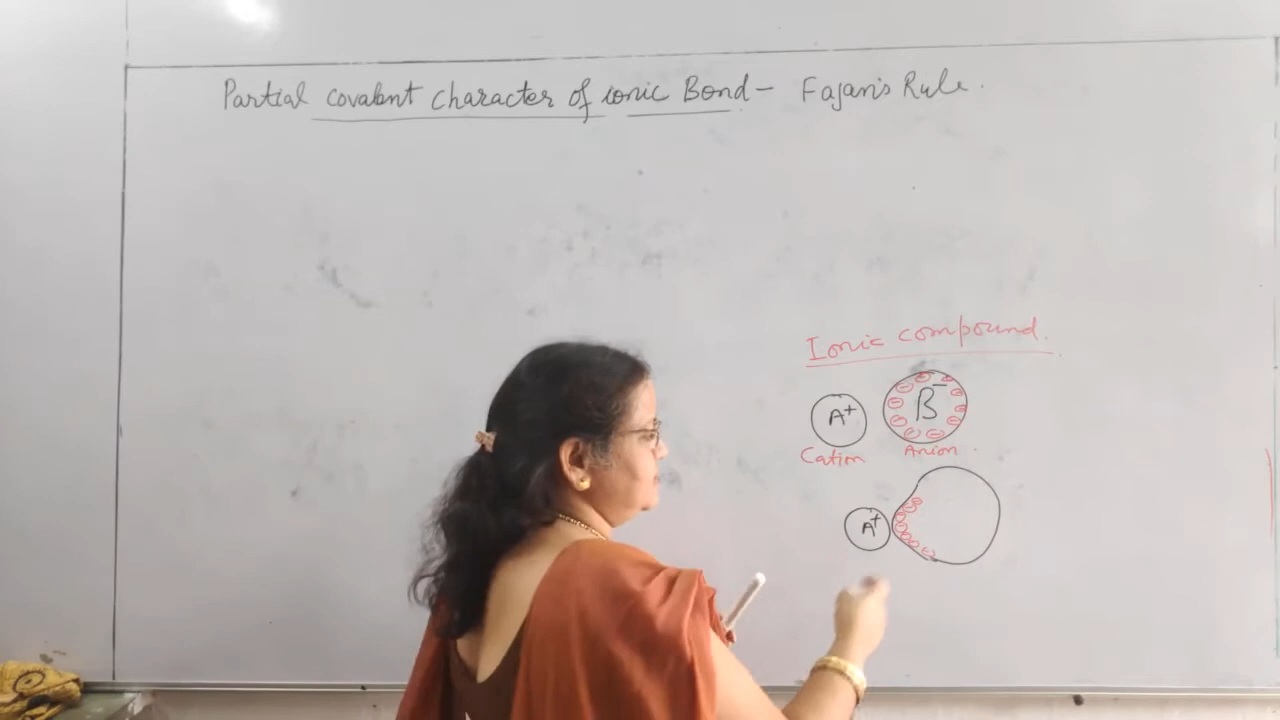 Partial covalent character of ionic Bond - Fajan's Rule.
Ionic compound.
A+ B-
Cation Anion
A+